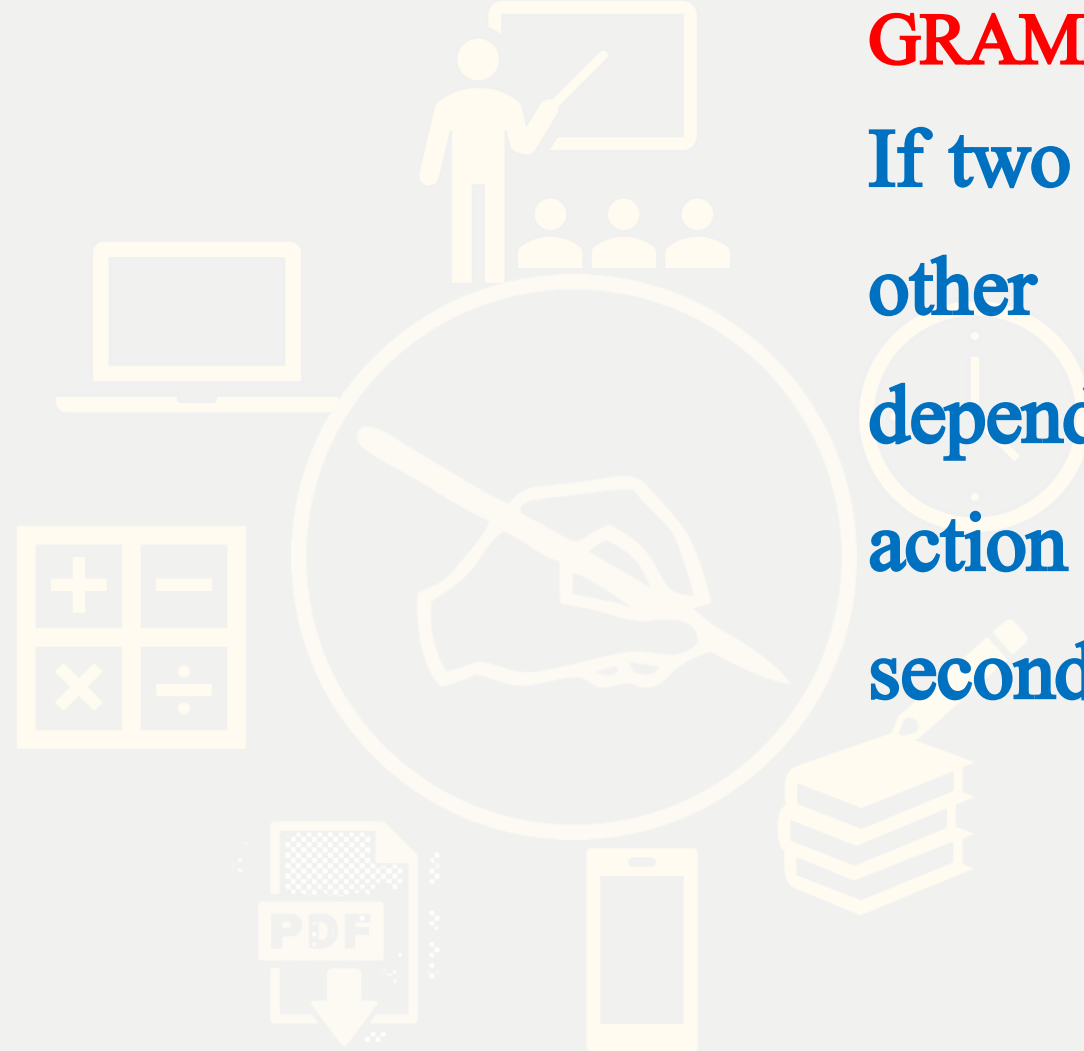 GRAM
If two
other
depend
action
second
PDF